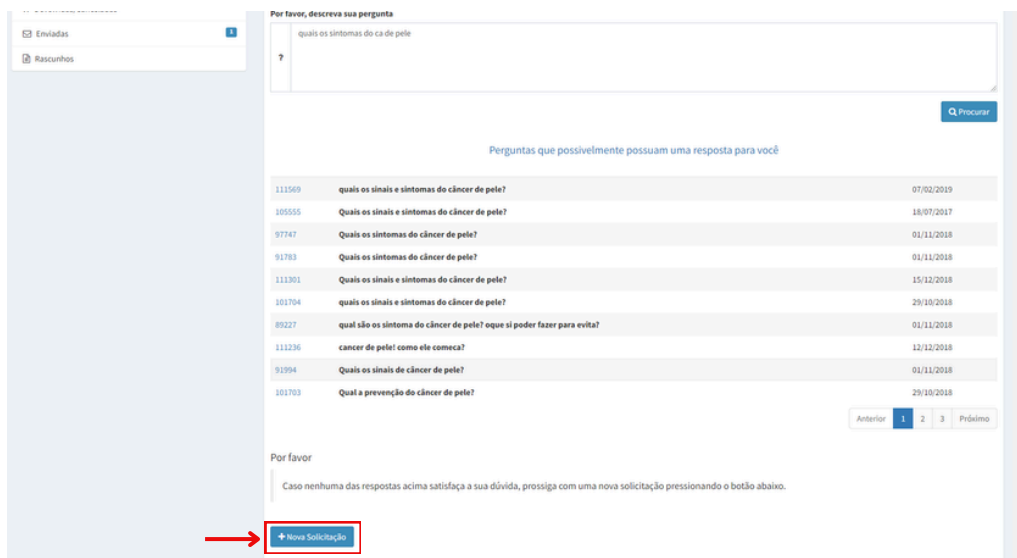 Por favor, descreva sua pergunta
Enviadas 1
Rascunhos
quais os sintomas do ca de pele
?
Procurar
Perguntas que possivelmente possuam uma resposta para você
111569 quais os sinais e sintomas do câncer de pele? 07/02/2019
105555 Quais os sinais e sintomas do câncer de pele? 18/07/2017
97747 Quais os sintomas do câncer de pele? 01/11/2018
91783 Quais os sintomas do câncer de pele? 01/11/2018
111301 Quais os sinais e sintomas do câncer de pele? 15/12/2018
101704 quais os sinais e sintomas do câncer de pele? 29/10/2018
89227 qual são os sintoma do câncer de pele? oque si poder fazer para evita? 01/11/2018
111236 cancer de pele! como ele comeca? 12/12/2018
91994 Quais os sinais de câncer de pele? 01/11/2018
101703 Qual a prevenção do câncer de pele? 29/10/2018
Anterior 1 2 3 Próximo
Por favor
Caso nenhuma das respostas acima satisfaça a sua dúvida, prossiga com uma nova solicitação pressionando o botão abaixo.
+ Nova Solicitação